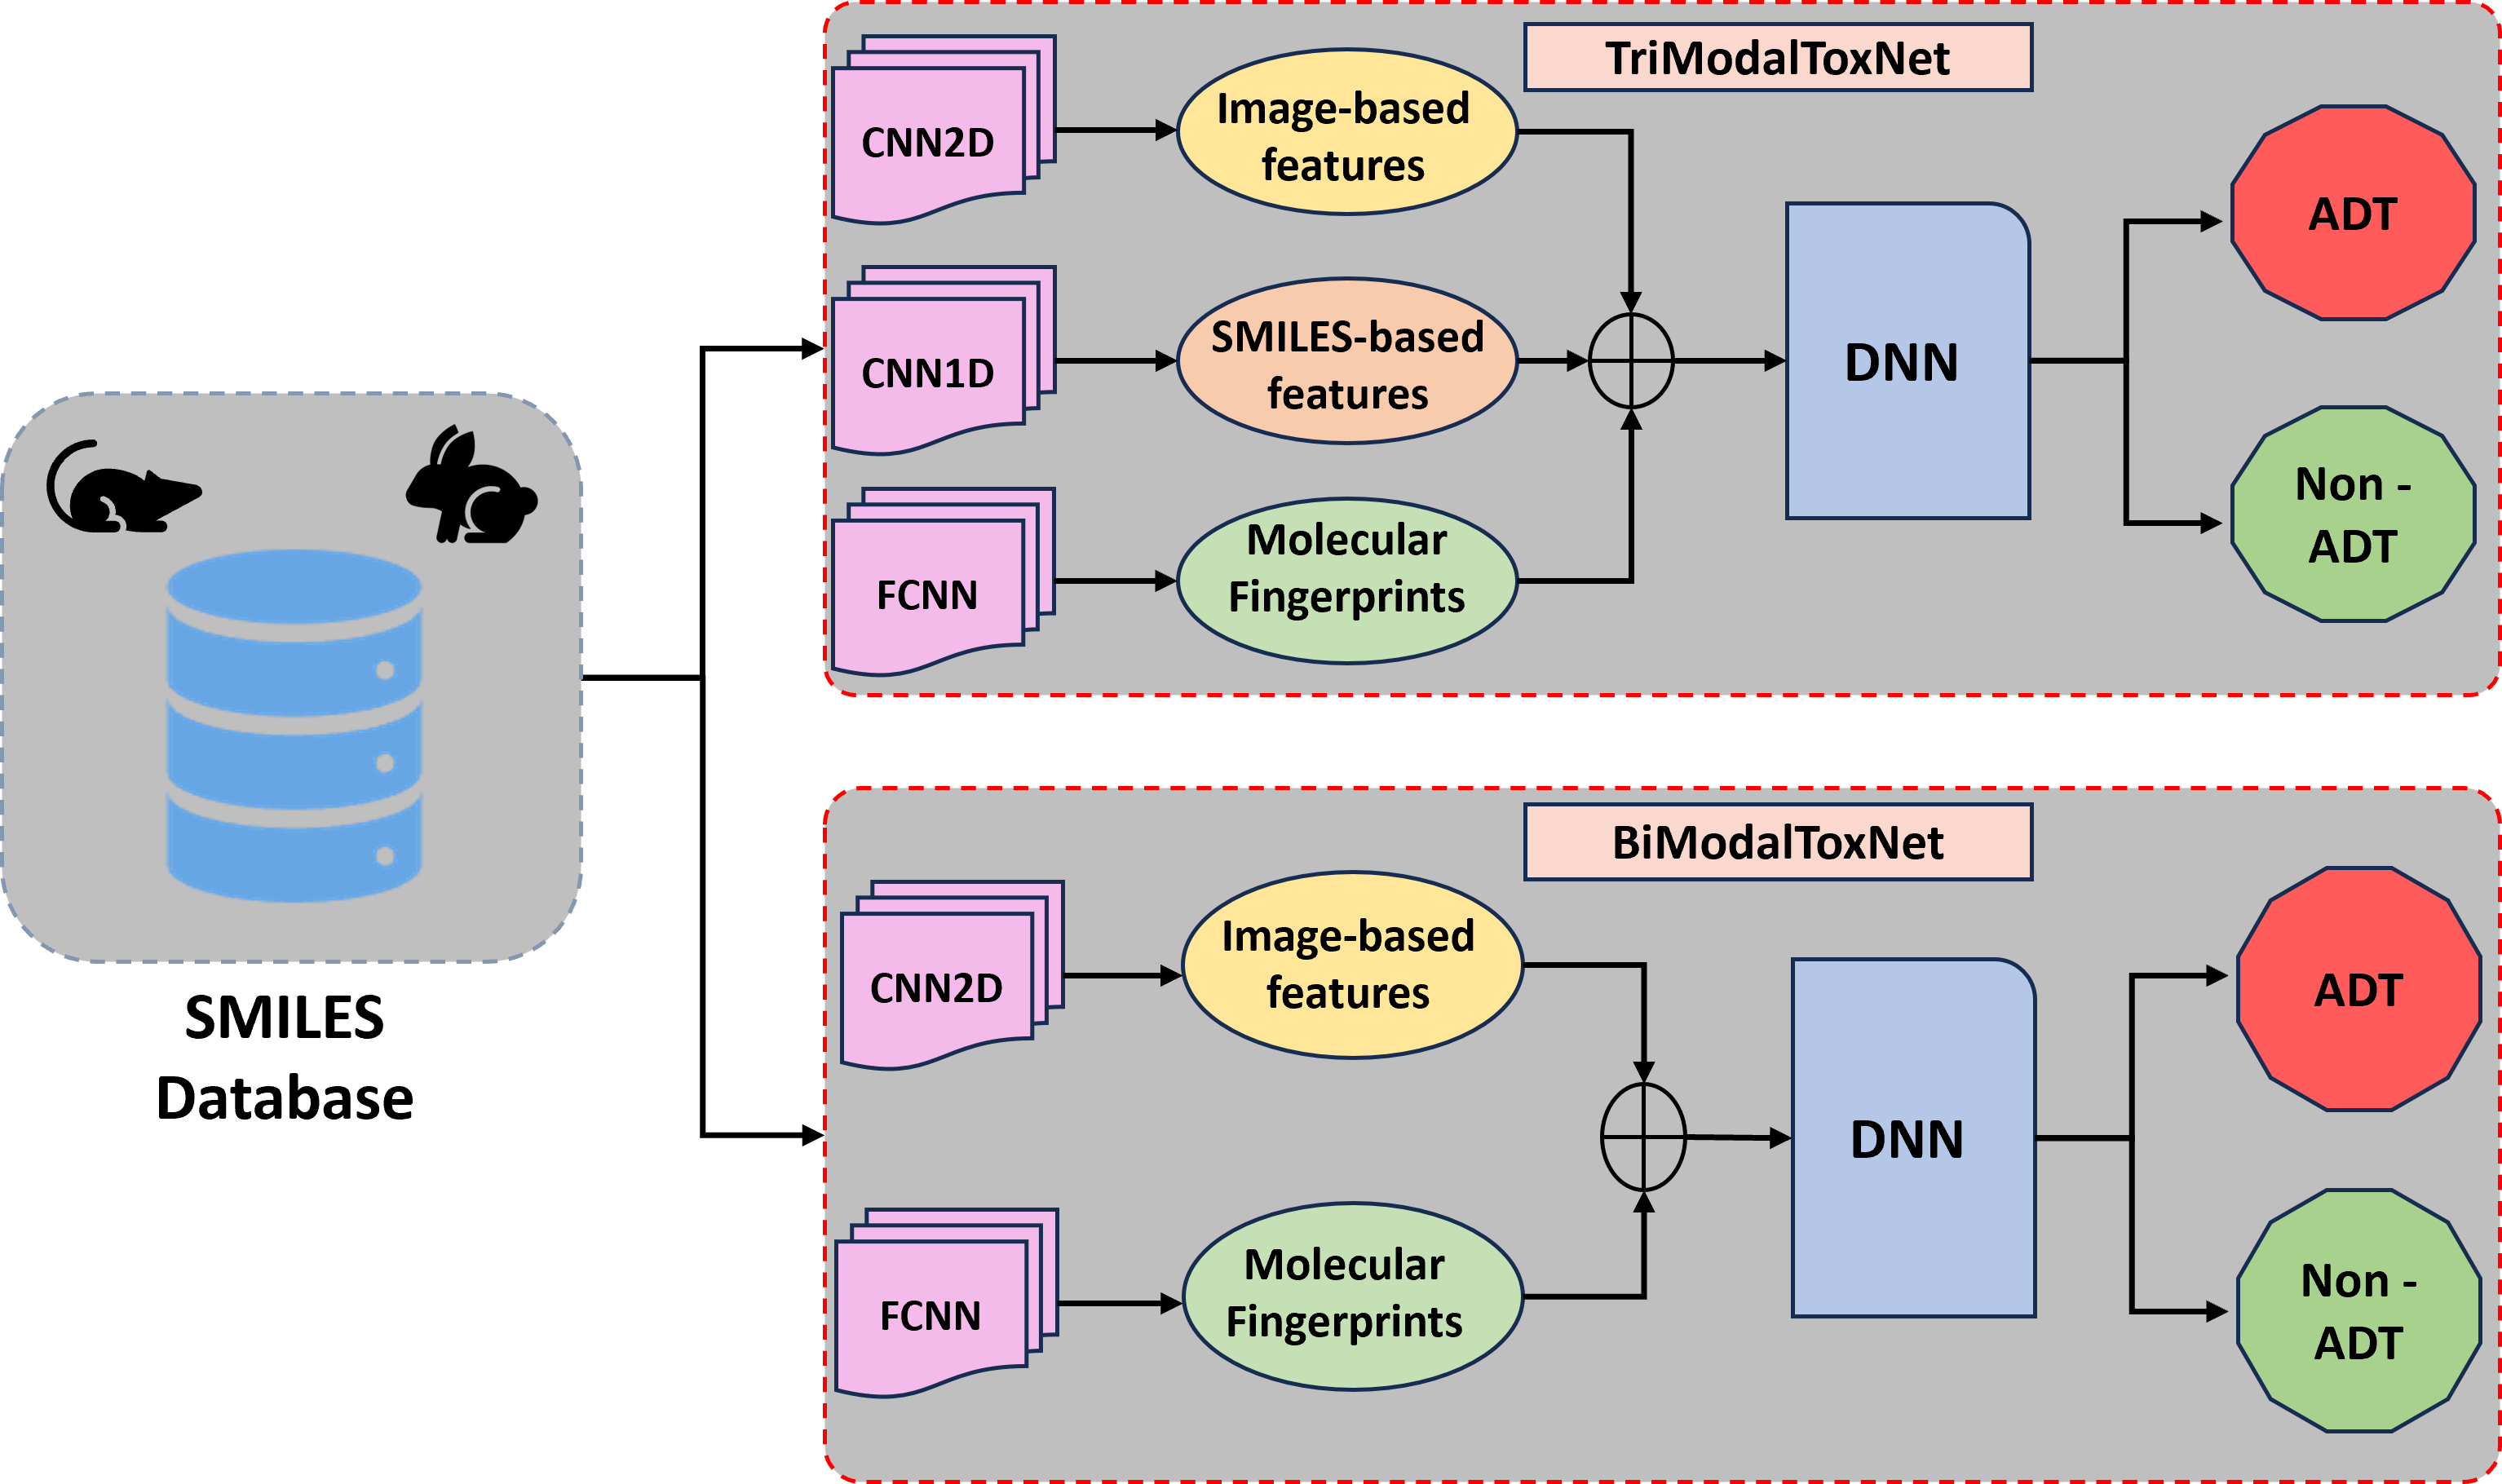 SMILES
Database
TriModalToxNet
CNN2D
Image-based
features
CNN1D
SMILES-based
features
FCNN
Molecular
Fingerprints
DNN
ADT
Non -
ADT
BiModalToxNet
CNN2D
Image-based
features
FCNN
Molecular
Fingerprints
DNN
ADT
Non -
ADT